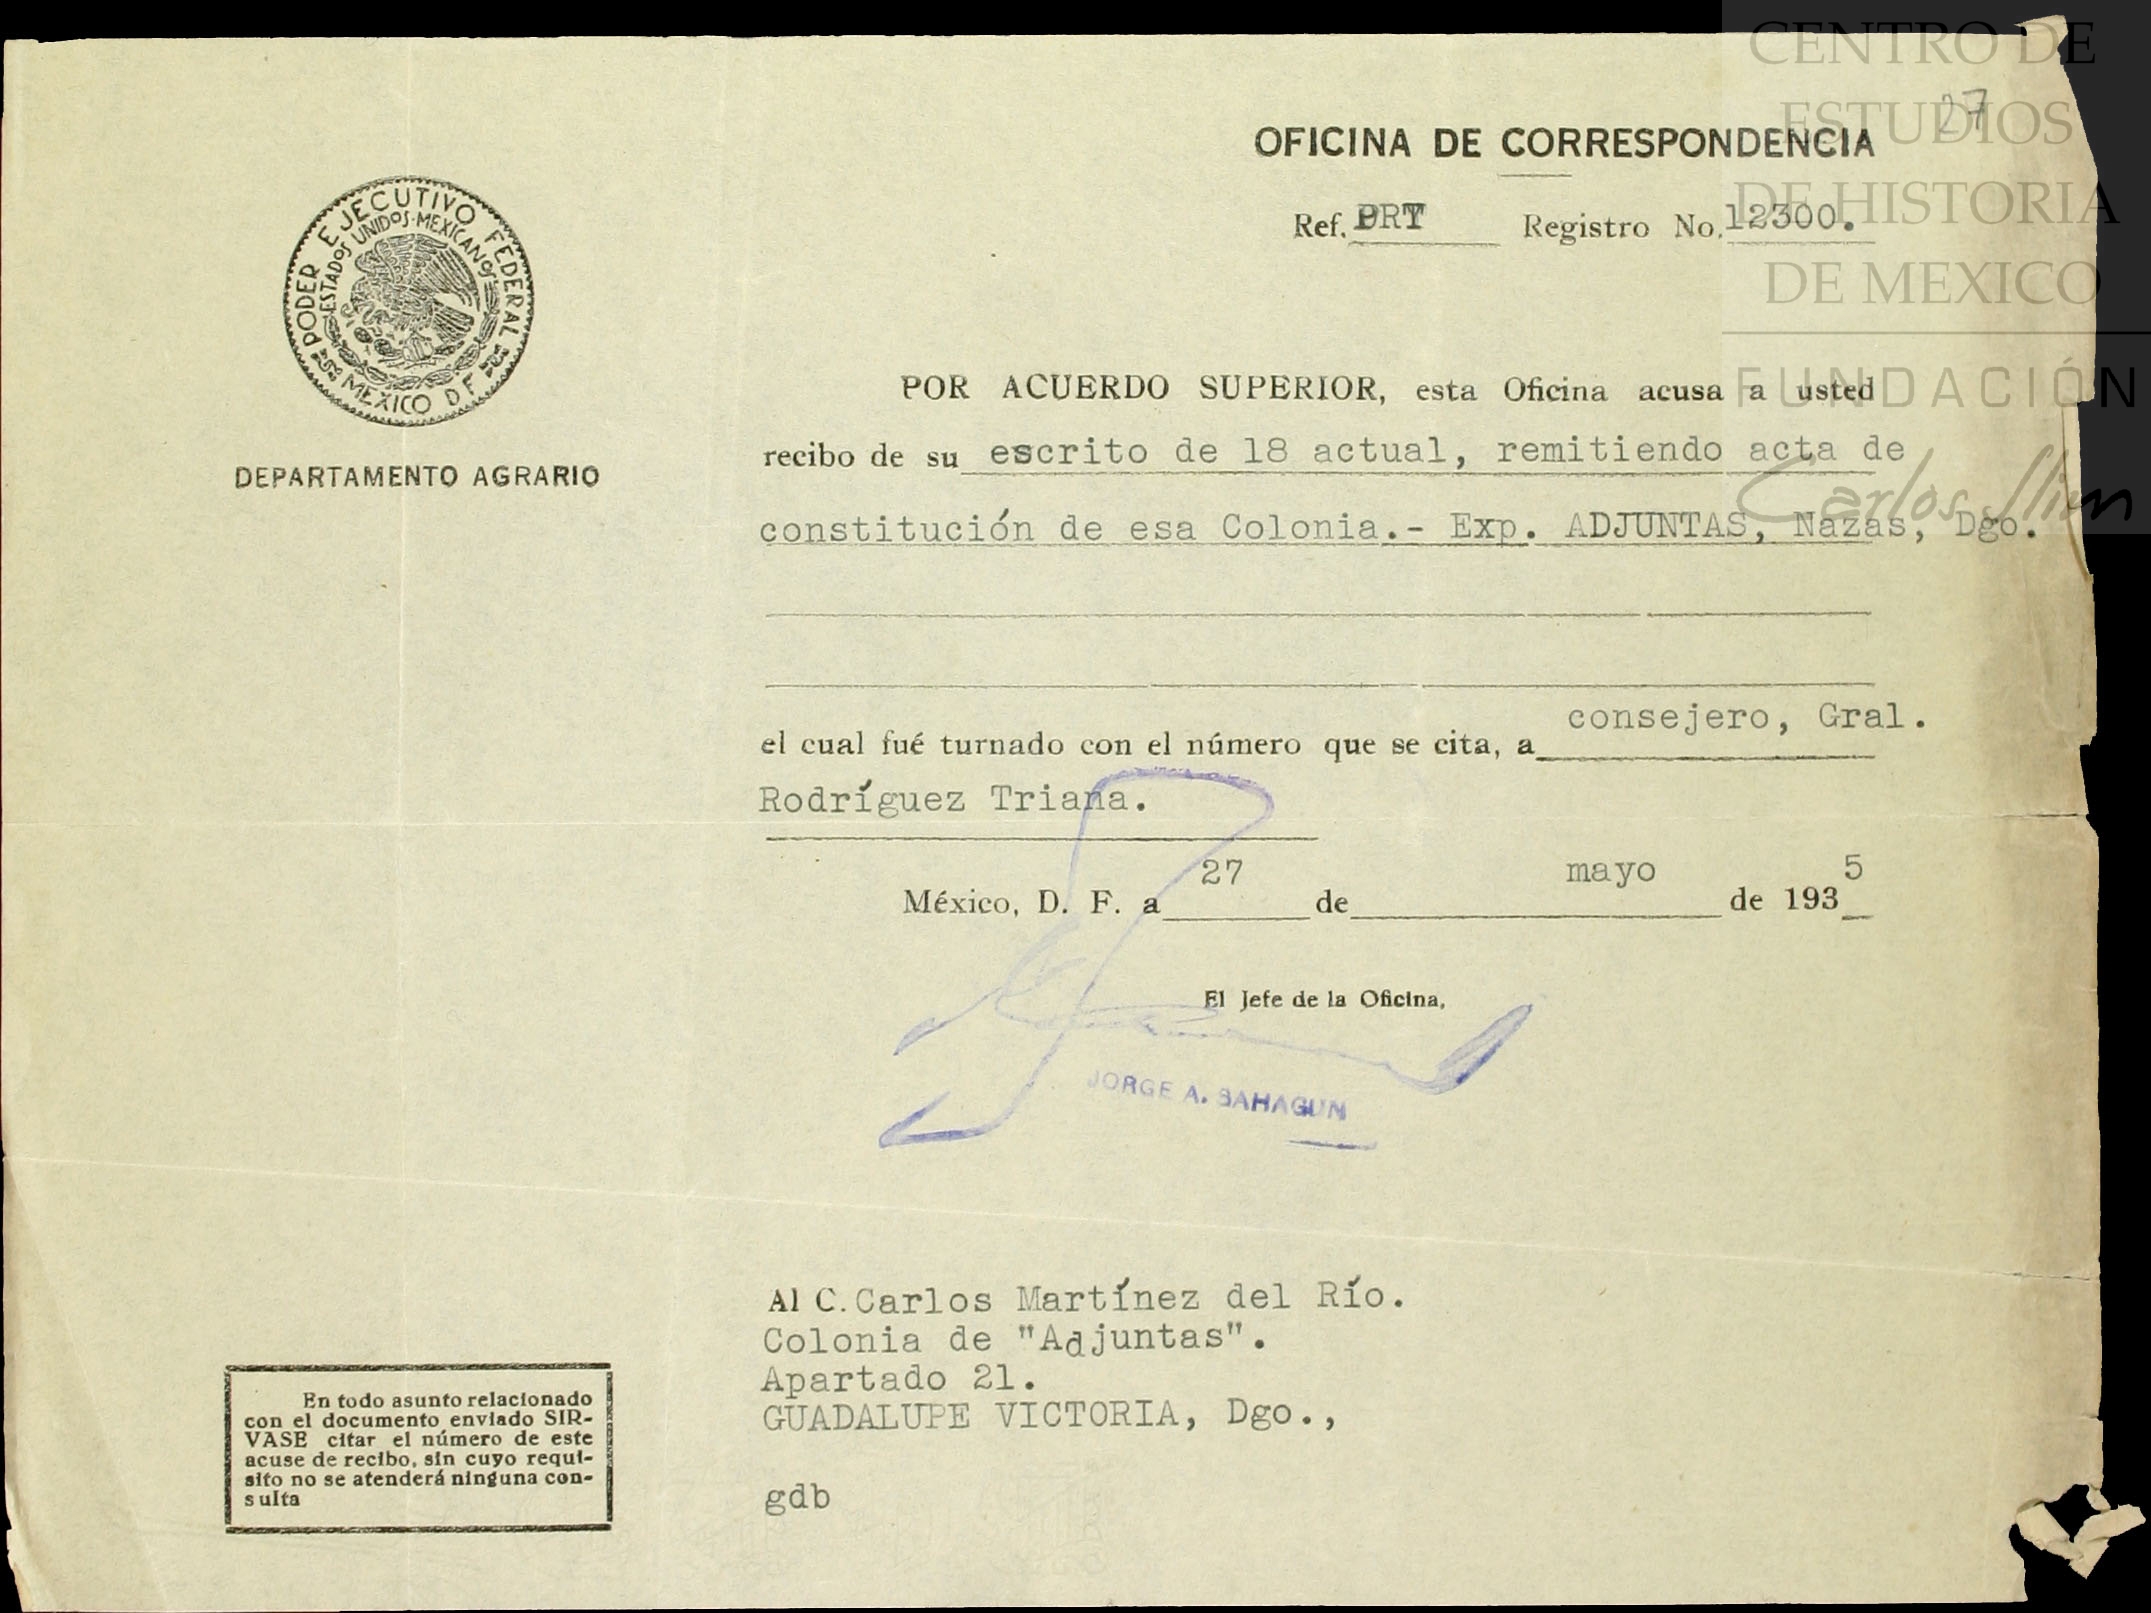 CENTRO DE
ESTUDIOS
DE HISTORIA
DE MEXICO
FUNDACIÓN
Carlos Slim
27
OFICINA DE CORRESPONDENCIA
Ref. PRT Registro No. 12300.
PODER EJECUTIVO FEDERAL
ESTADOS UNIDOS MEXICANOS
MEXICO D F
DEPARTAMENTO AGRARIO
POR ACUERDO SUPERIOR, esta Oficina acusa a usted
recibo de su escrito de 18 actual, remitiendo acta de
constitución de esa Colonia.- Exp. ADJUNTAS, Nazas, Dgo.
el cual fué turnado con el número que se cita, a consejero, Gral.
Rodríguez Triana.
México, D. F. a 27 de mayo de 1935
El Jefe de la Oficina,
JORGE A. SAHAGUN
Al C. Carlos Martínez del Río.
Colonia de "Adjuntas".
Apartado 21.
GUADALUPE VICTORIA, Dgo.,
gdb
En todo asunto relacionado
con el documento enviado SIR-
VASE citar el número de este
acuse de recibo, sin cuyo requi-
sito no se atenderá ninguna con-
sulta